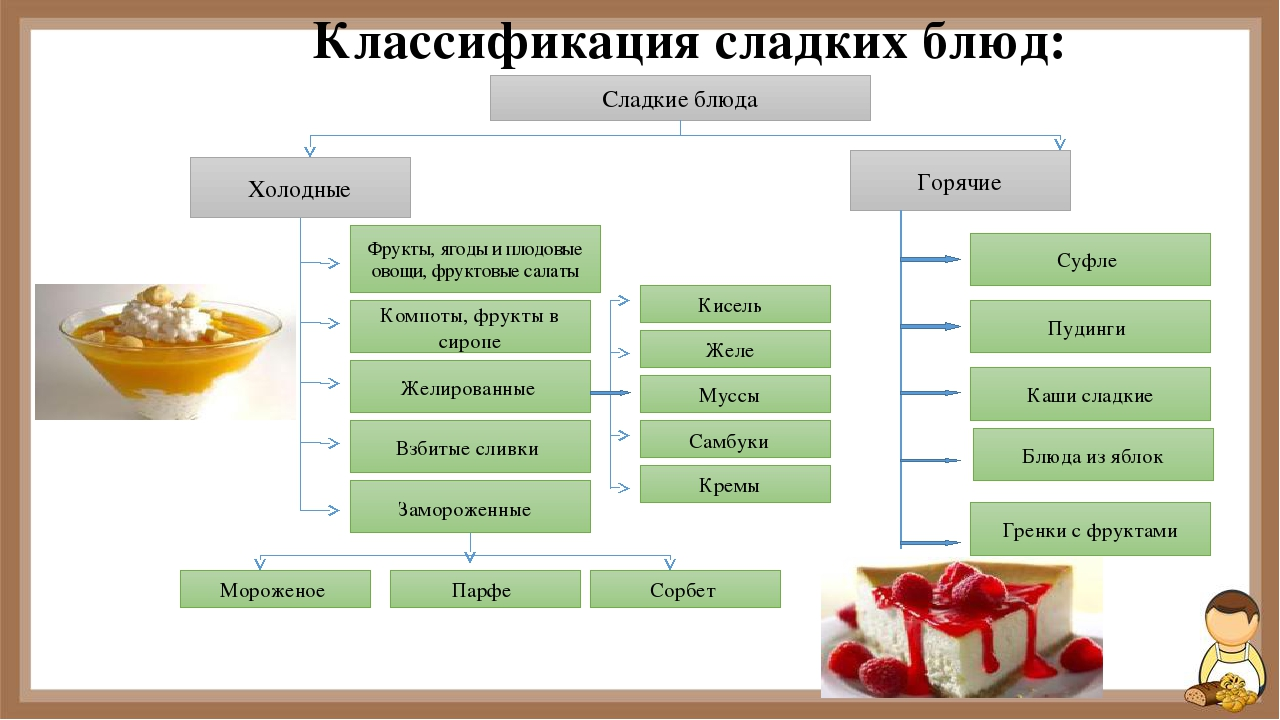 Классификация сладких блюд:
Сладкие блюда
Холодные
Горячие
Фрукты, ягоды и плодовые
овощи, фруктовые салаты
Компоты, фрукты в
сиропе
Желированные
Взбитые сливки
Замороженные
Кисель
Желе
Муссы
Самбуки
Кремы
Мороженое
Парфе
Сорбет
Суфле
Пудинги
Каши сладкие
Блюда из яблок
Гренки с фруктами